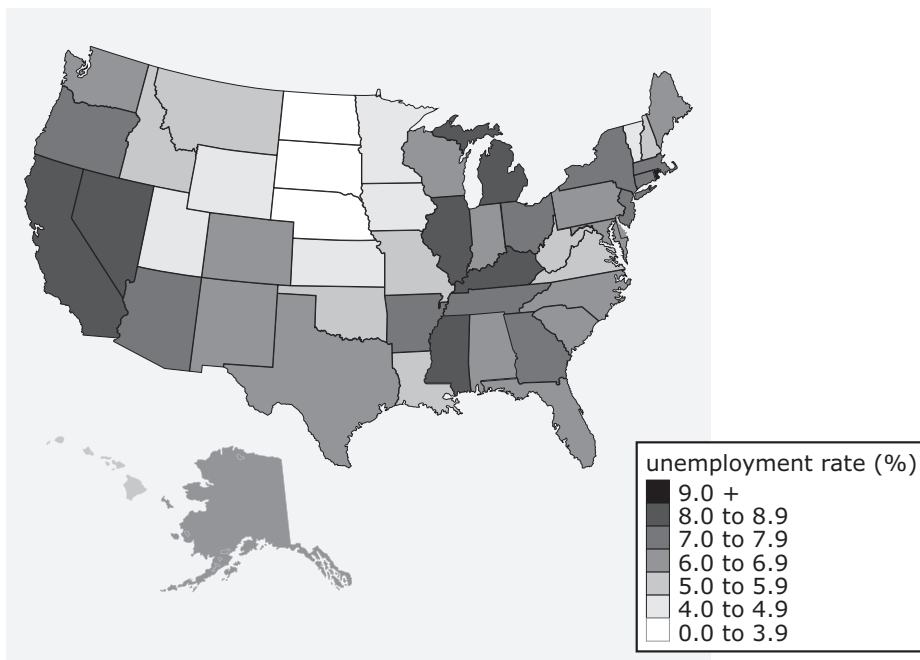 unemployment rate (%)
9.0 +
8.0 to 8.9
7.0 to 7.9
6.0 to 6.9
5.0 to 5.9
4.0 to 4.9
0.0 to 3.9